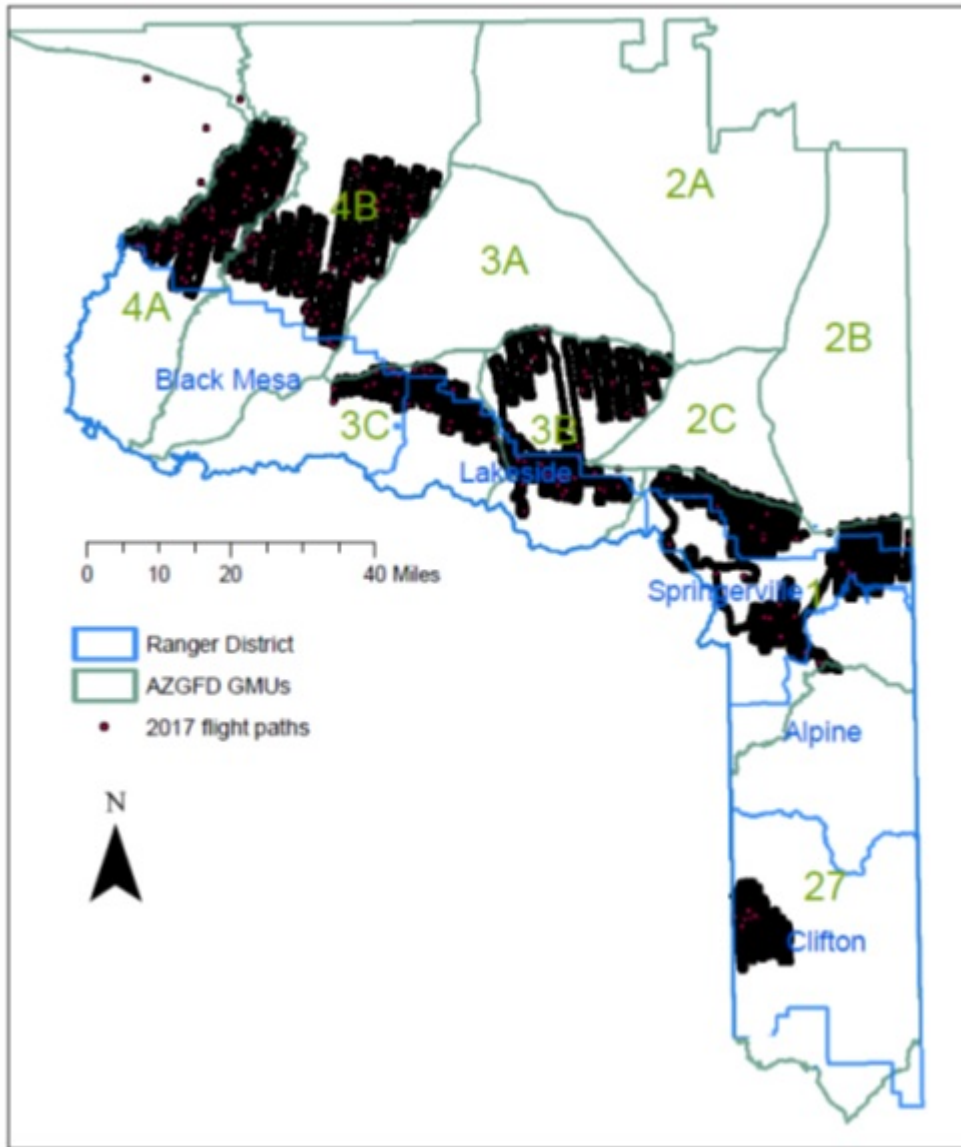 2A
4B
3A
4A
2B
Black Mesa
3C
3B
2C
Lakeside
0 10 20 40 Miles
Springerville
1
Ranger District
AZGFD GMUs
2017 flight paths
Alpine
N
27
Clifton